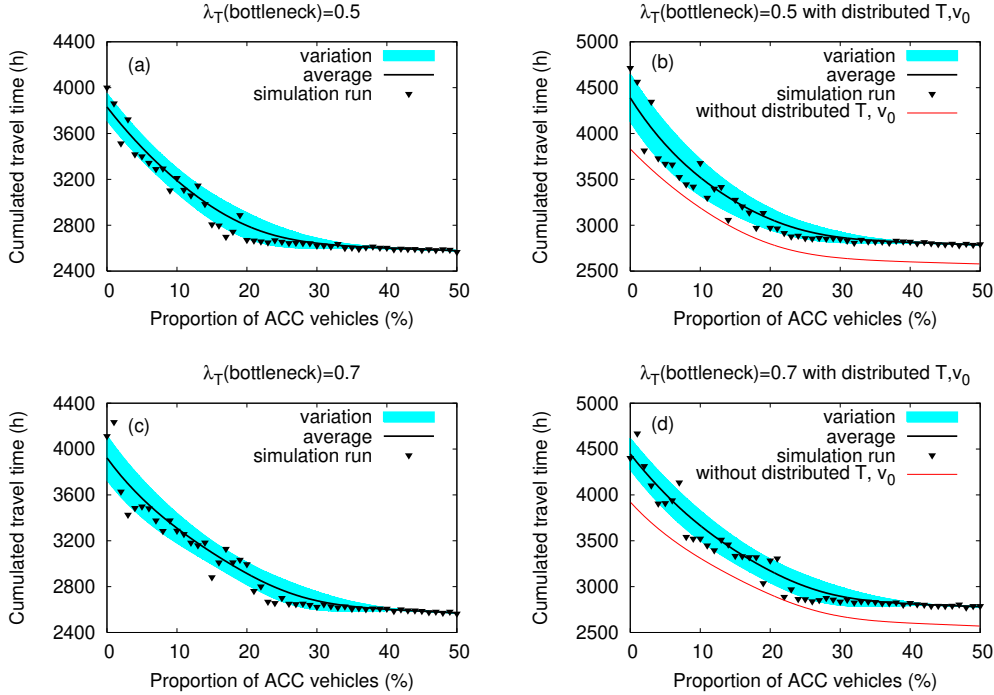 λT(bottleneck)=0.5
(a)
variation
average
simulation run
Cumulated travel time (h)
4400
4000
3600
3200
2800
2400
0 10 20 30 40 50
Proportion of ACC vehicles (%)
λT(bottleneck)=0.5 with distributed T,v0
(b)
variation
average
simulation run
without distributed T, v0
Cumulated travel time (h)
5000
4500
4000
3500
3000
2500
0 10 20 30 40 50
Proportion of ACC vehicles (%)
λT(bottleneck)=0.7
(c)
variation
average
simulation run
Cumulated travel time (h)
4400
4000
3600
3200
2800
2400
0 10 20 30 40 50
Proportion of ACC vehicles (%)
λT(bottleneck)=0.7 with distributed T,v0
(d)
variation
average
simulation run
without distributed T, v0
Cumulated travel time (h)
5000
4500
4000
3500
3000
2500
0 10 20 30 40 50
Proportion of ACC vehicles (%)